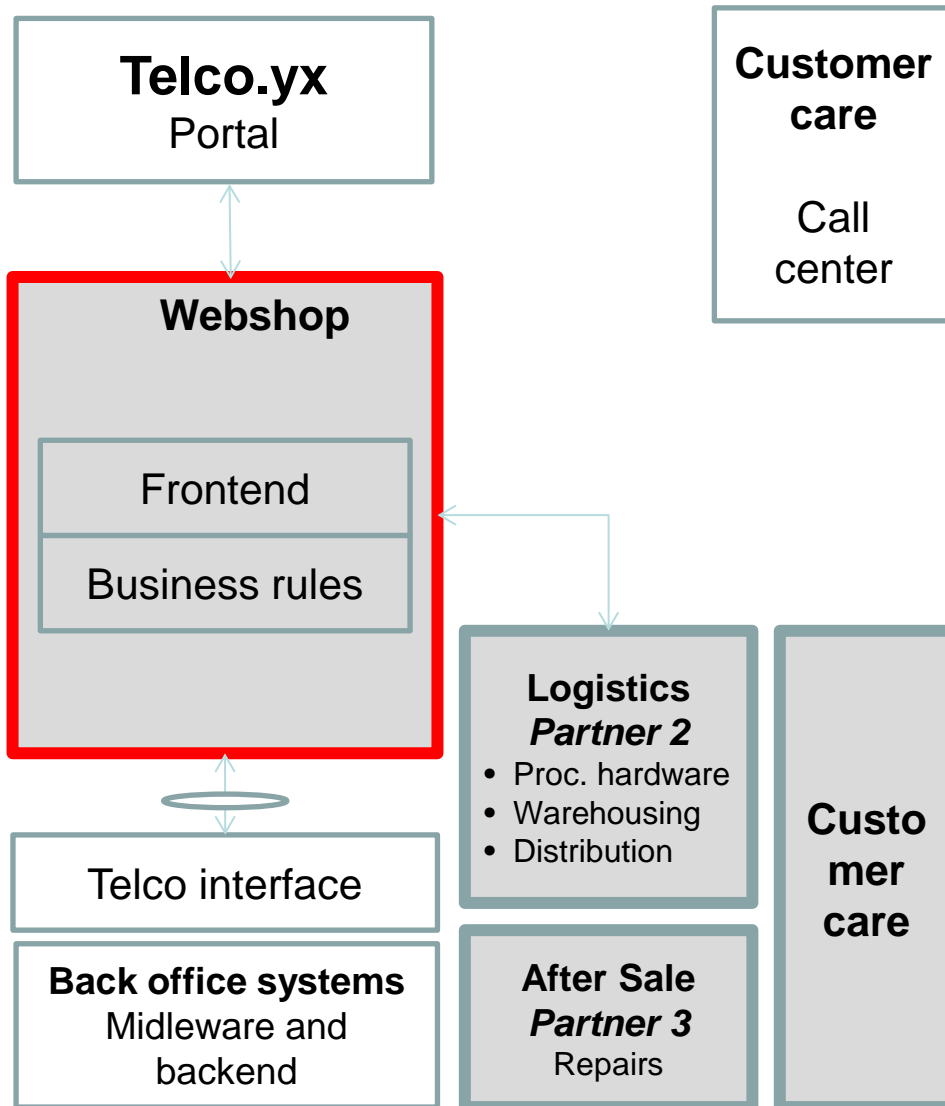 Telco.yx
Portal
Customer
care
Call
center
Webshop
Frontend
Business rules
Logistics
Partner 2
• Proc. hardware
• Warehousing
• Distribution
Custo
mer
care
Telco interface
Back office systems
Midleware and
backend
After Sale
Partner 3
Repairs